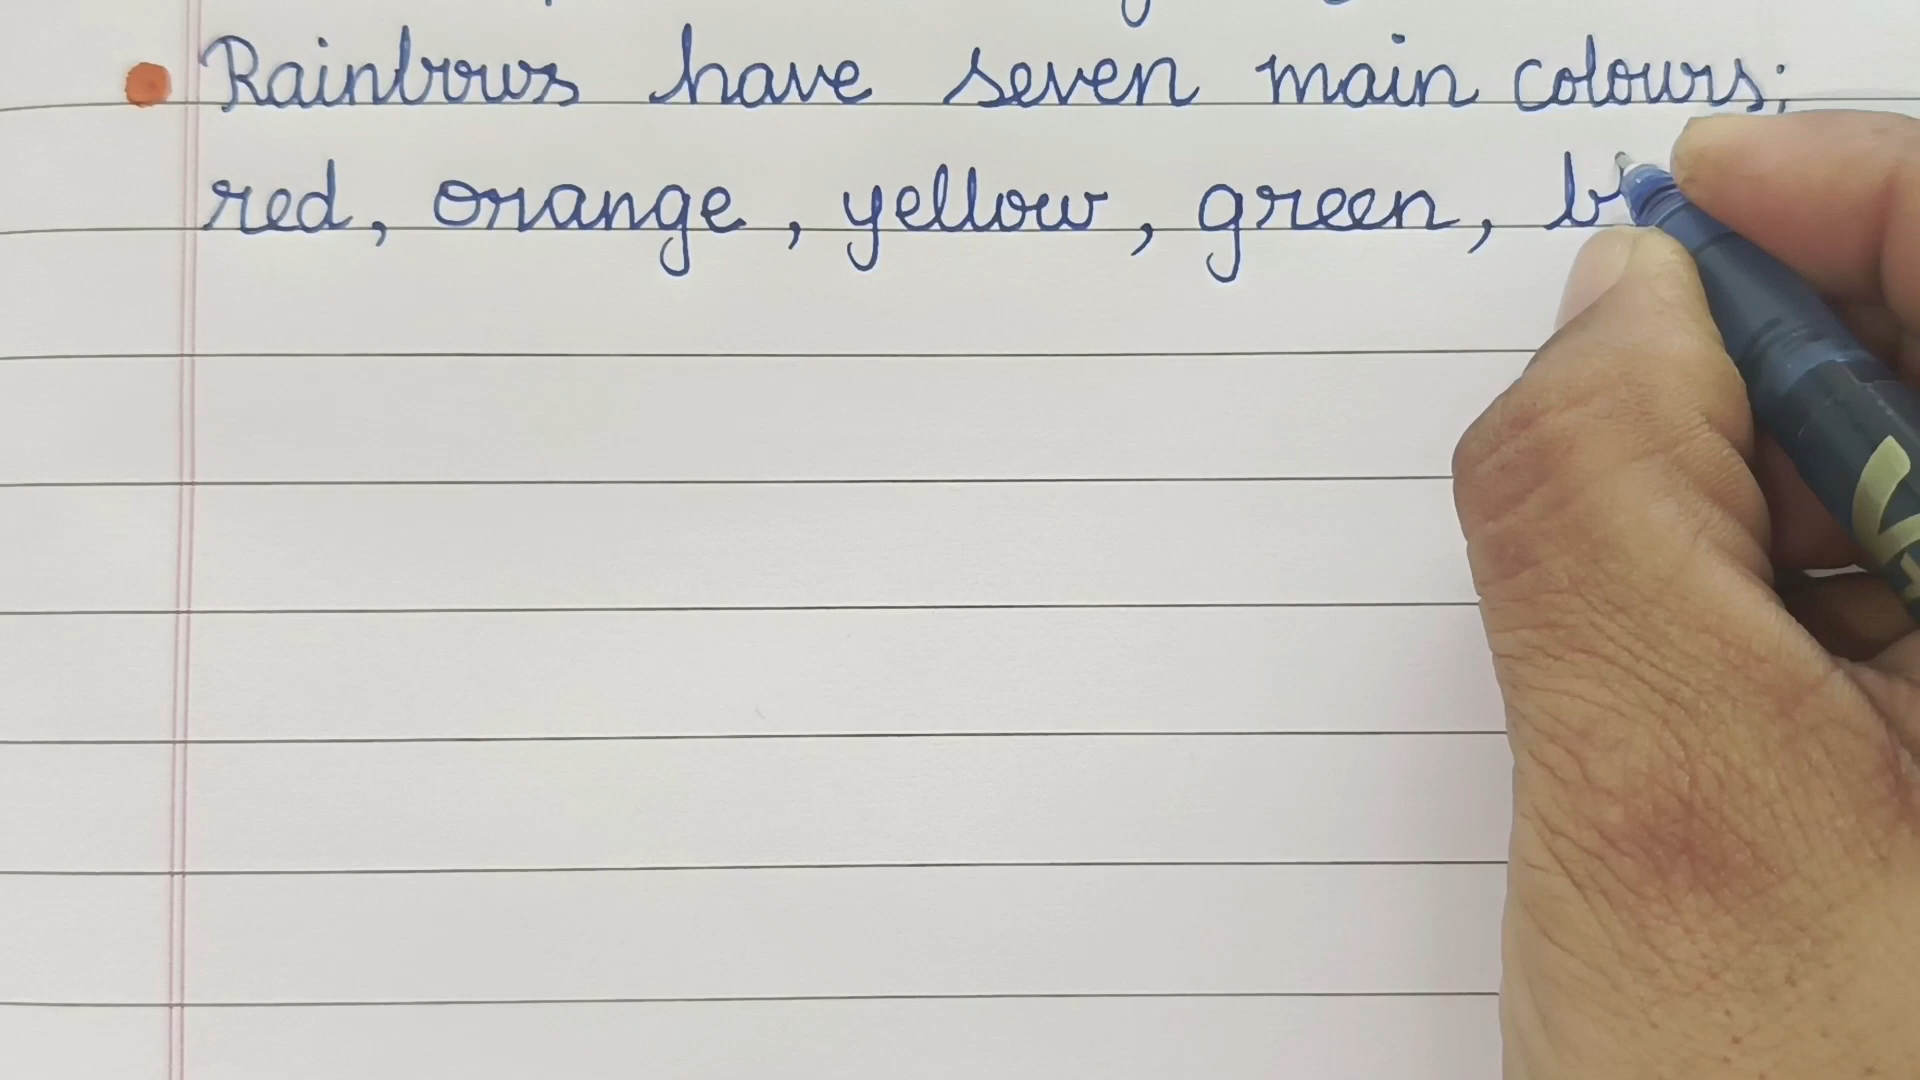 Rainbows have seven main colours:
red, orange, yellow, green,